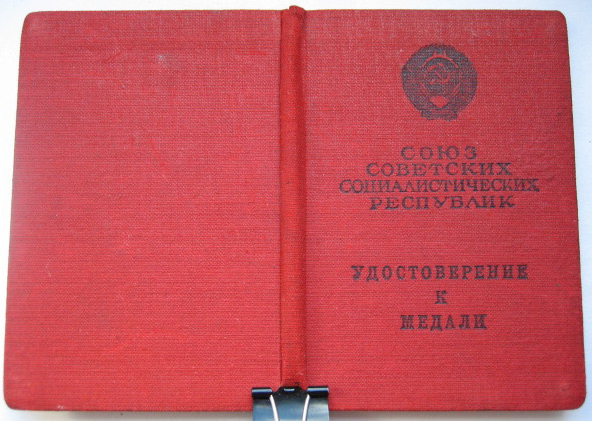 СОЮЗ
СОВЕТСКИХ
СОЦИАЛИСТИЧЕСКИХ
РЕСПУБЛИК
УДОСТОВЕРЕНИЕ
К
МЕДАЛИ